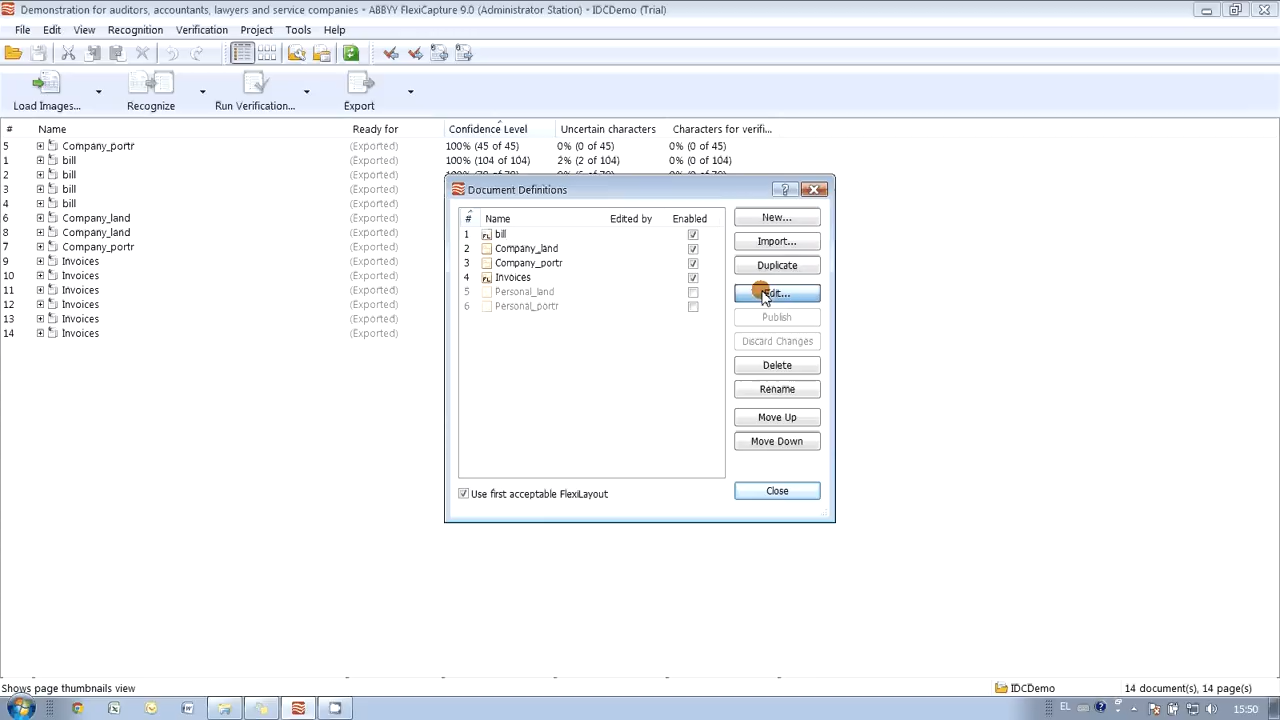 Demonstration for auditors, accountants, lawyers and service companies - ABBYY FlexiCapture 9.0 (Administrator Station) - IDCDemo (Trial)
File Edit View Recognition Verification Project Tools Help
Load Images... Recognize Run Verification... Export
# Name Ready for Confidence Level Uncertain characters Characters for verifi...
5 Company_portr (Exported) 100% (45 of 45) 0% (0 of 45) 0% (0 of 45)
1 bill (Exported) 100% (104 of 104) 2% (2 of 104) 0% (0 of 104)
2 bill (Exported)
3 bill (Exported)
4 bill (Exported)
6 Company_land (Exported)
8 Company_land (Exported)
7 Company_portr (Exported)
9 Invoices (Exported)
10 Invoices (Exported)
11 Invoices (Exported)
12 Invoices (Exported)
13 Invoices (Exported)
14 Invoices (Exported)
Document Definitions
# Name Edited by Enabled
1 bill
2 Company_land
3 Company_portr
4 Invoices
5 Personal_land
6 Personal_portr
New...
Import...
Duplicate
Edit...
Publish
Discard Changes
Delete
Rename
Move Up
Move Down
Use first acceptable FlexiLayout
Close
Shows page thumbnails view IDCDemo 14 document(s), 14 page(s)
EL 15:50